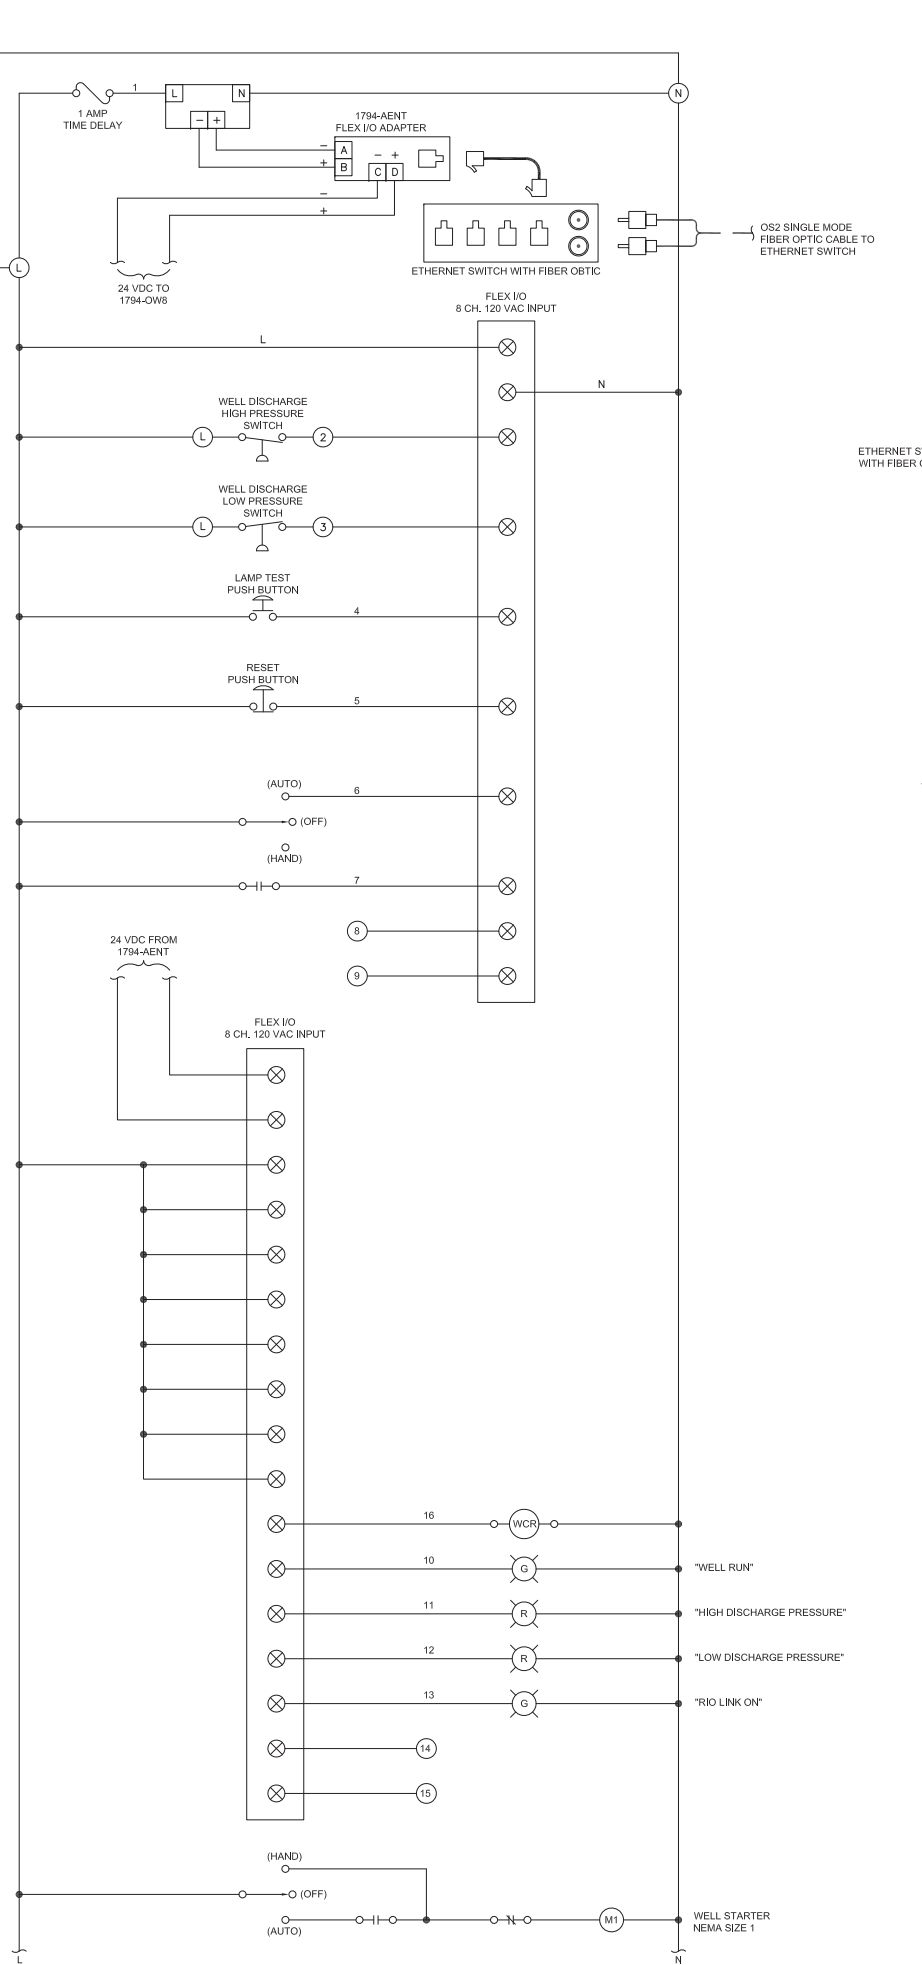 1
L
N
N
1 AMP
TIME DELAY
− +
1794-AENT
FLEX I/O ADAPTER
− A
+ B
− +
C D
−
+
OS2 SINGLE MODE
FIBER OPTIC CABLE TO
ETHERNET SWITCH
ETHERNET SWITCH WITH FIBER OBTIC
L
24 VDC TO
1794-OW8
FLEX I/O
8 CH. 120 VAC INPUT
L
N
WELL DISCHARGE
HIGH PRESSURE
SWITCH
L
2
ETHERNET S
WITH FIBER
WELL DISCHARGE
LOW PRESSURE
SWITCH
L
3
LAMP TEST
PUSH BUTTON
4
RESET
PUSH BUTTON
5
(AUTO)
6
(OFF)
(HAND)
7
8
24 VDC FROM
1794-AENT
9
FLEX I/O
8 CH. 120 VAC INPUT
16
WCR
10
G
"WELL RUN"
11
R
"HIGH DISCHARGE PRESSURE"
12
R
"LOW DISCHARGE PRESSURE"
13
G
"RIO LINK ON"
14
15
(HAND)
(OFF)
(AUTO)
M1
WELL STARTER
NEMA SIZE 1
L
N